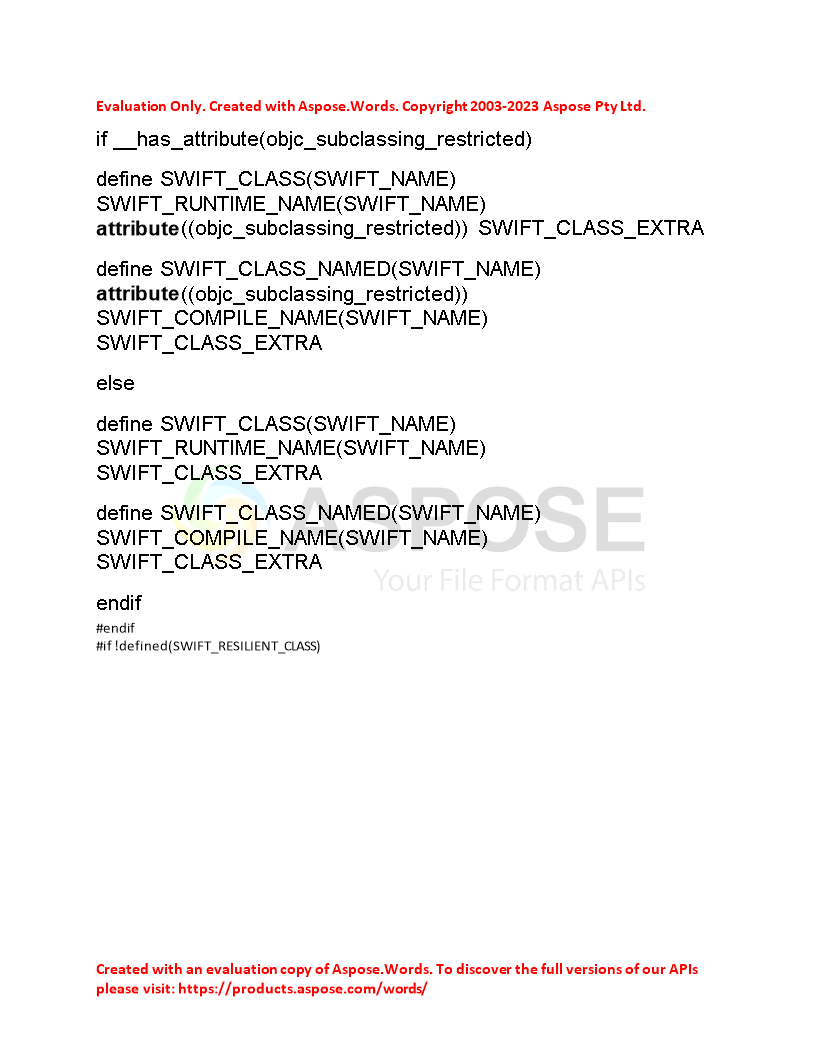 Evaluation Only. Created with Aspose.Words. Copyright 2003-2023 Aspose Pty Ltd.
if __has_attribute(objc_subclassing_restricted)
define SWIFT_CLASS(SWIFT_NAME)
SWIFT_RUNTIME_NAME(SWIFT_NAME)
attribute((objc_subclassing_restricted)) SWIFT_CLASS_EXTRA
define SWIFT_CLASS_NAMED(SWIFT_NAME)
attribute((objc_subclassing_restricted))
SWIFT_COMPILE_NAME(SWIFT_NAME)
SWIFT_CLASS_EXTRA
else
define SWIFT_CLASS(SWIFT_NAME)
SWIFT_RUNTIME_NAME(SWIFT_NAME)
SWIFT_CLASS_EXTRA
define SWIFT_CLASS_NAMED(SWIFT_NAME)
SWIFT_COMPILE_NAME(SWIFT_NAME)
SWIFT_CLASS_EXTRA
ASPOSE
Your File Format APIs
endif
#endif
#if !defined(SWIFT_RESILIENT_CLASS)
Created with an evaluation copy of Aspose.Words. To discover the full versions of our APIs
please visit: https://products.aspose.com/words/